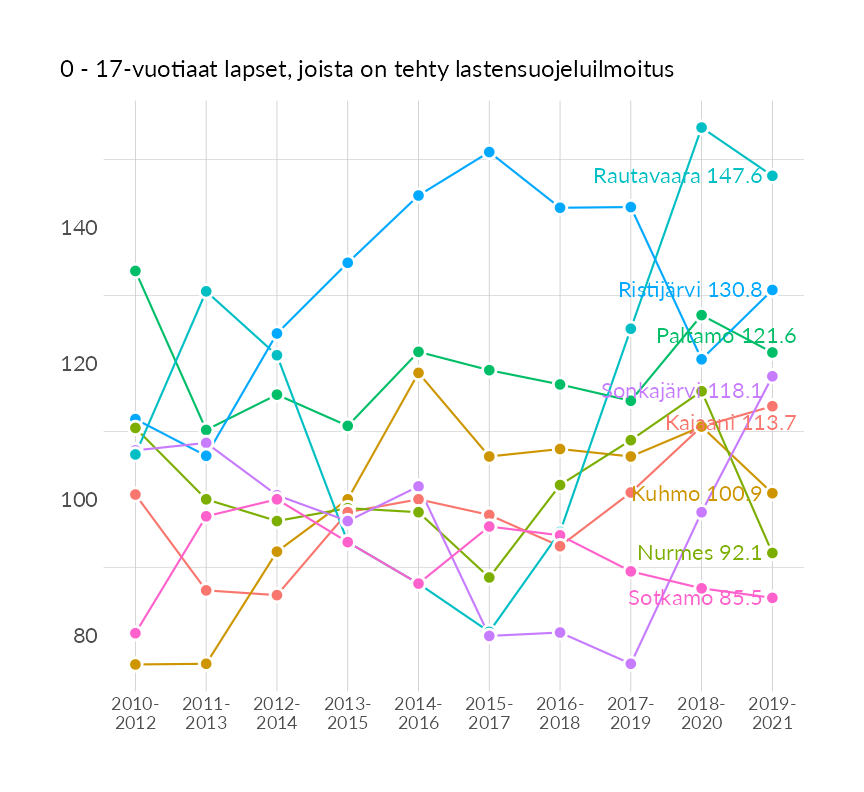 0 - 17-vuotiaat lapset, joista on tehty lastensuojeluilmoitus
Rautavaara 147.6
140
Ristijärvi 130.8
Paltamo 121.6
120
Sonkajärvi 118.1
Kajaani 113.7
100
Kuhmo 100.9
Nurmes 92.1
Sotkamo 85.5
80
2010- 2011- 2012- 2013- 2014- 2015- 2016- 2017- 2018- 2019-
2012 2013 2014 2015 2016 2017 2018 2019 2020 2021